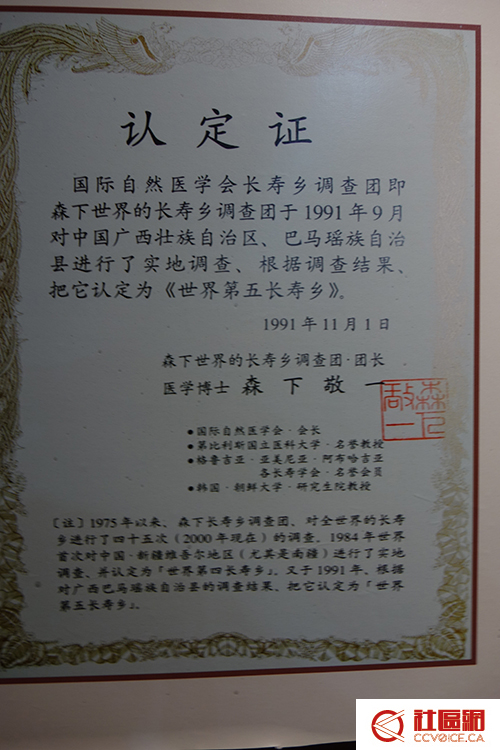 认定证
国际自然医学会长寿乡调查团即
森下世界的长寿乡调查团于1991年9月
对中国广西壮族自治区、巴马瑶族自治
县进行了实地调查、根据调查结果、
把它认定为《世界第五长寿乡》。
1991年11月1日
森下世界的长寿乡调查团·团长
医学博士 森下敬一
森下
敬一
●国际自然医学会·会长
●第比利斯国立医科大学·名誉教授
●格鲁吉亚·亚美尼亚·阿布哈吉亚
各长寿学会·名誉会员
●韩国·朝鲜大学·研究生院教授
〔注〕1975年以来、森下长寿乡调查团、对全世界的长寿
乡进行了四十五次（2000年现在）的调查。1984年世界
首次对中国·新疆维吾尔地区（尤其是南疆）进行了实地
调查、并认定为「世界第四长寿乡」。又于1991年、根据
对广西巴马瑶族自治县的调查结果、把它认定为「世界
第五长寿乡」。
社區網
CCVOICE.CA